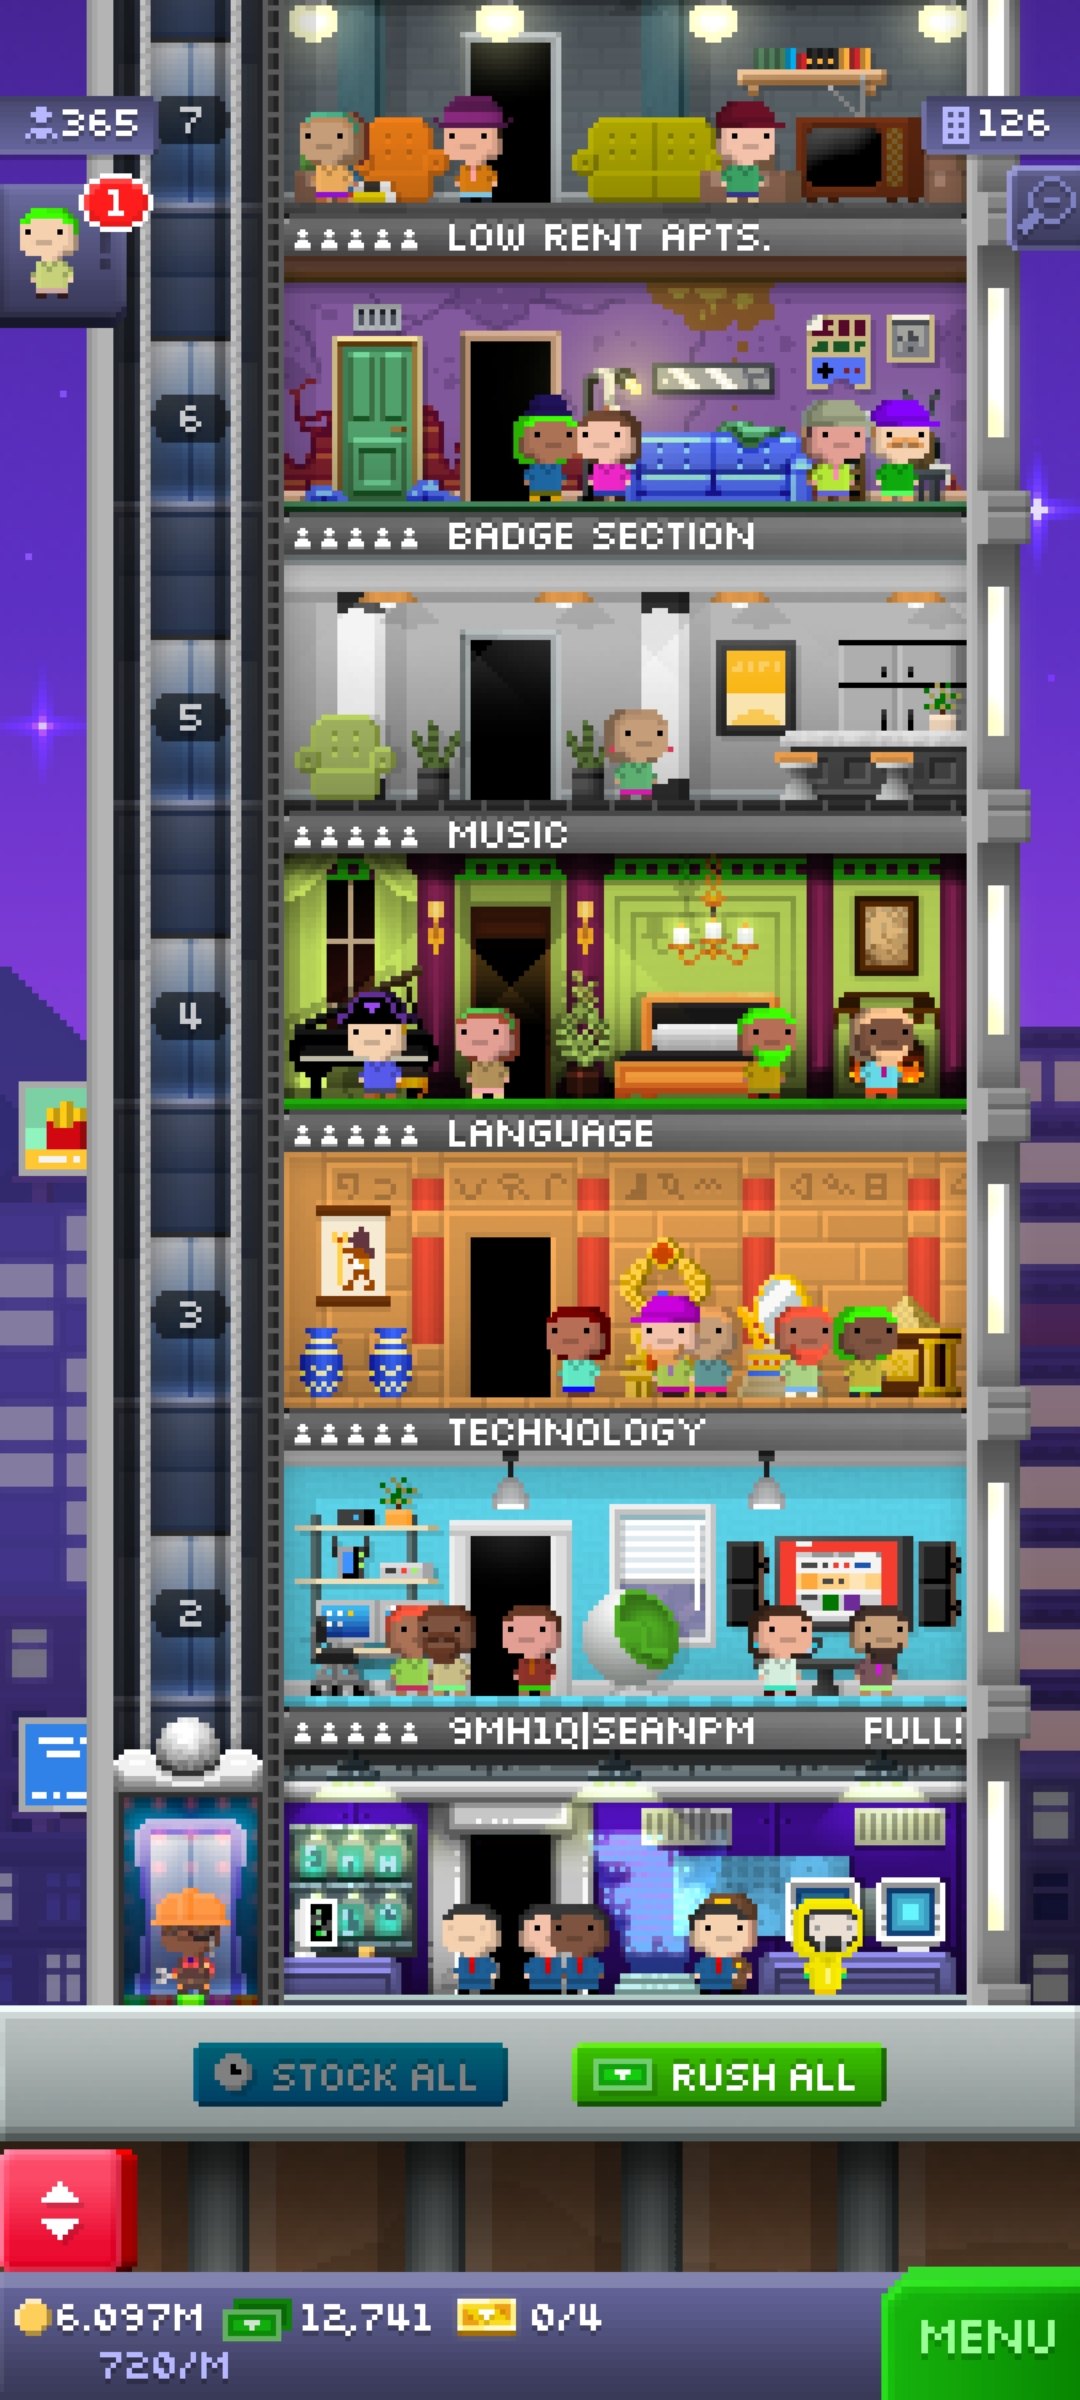 7
365
126
1
LOW RENT APTS.
6
BADGE SECTION
5
MUSIC
4
LANGUAGE
3
TECHNOLOGY
2
9MH1Q|SEANPM FULL!
STOCK ALL
RUSH ALL
6.097M 12,741 0/4
720/M
MENU